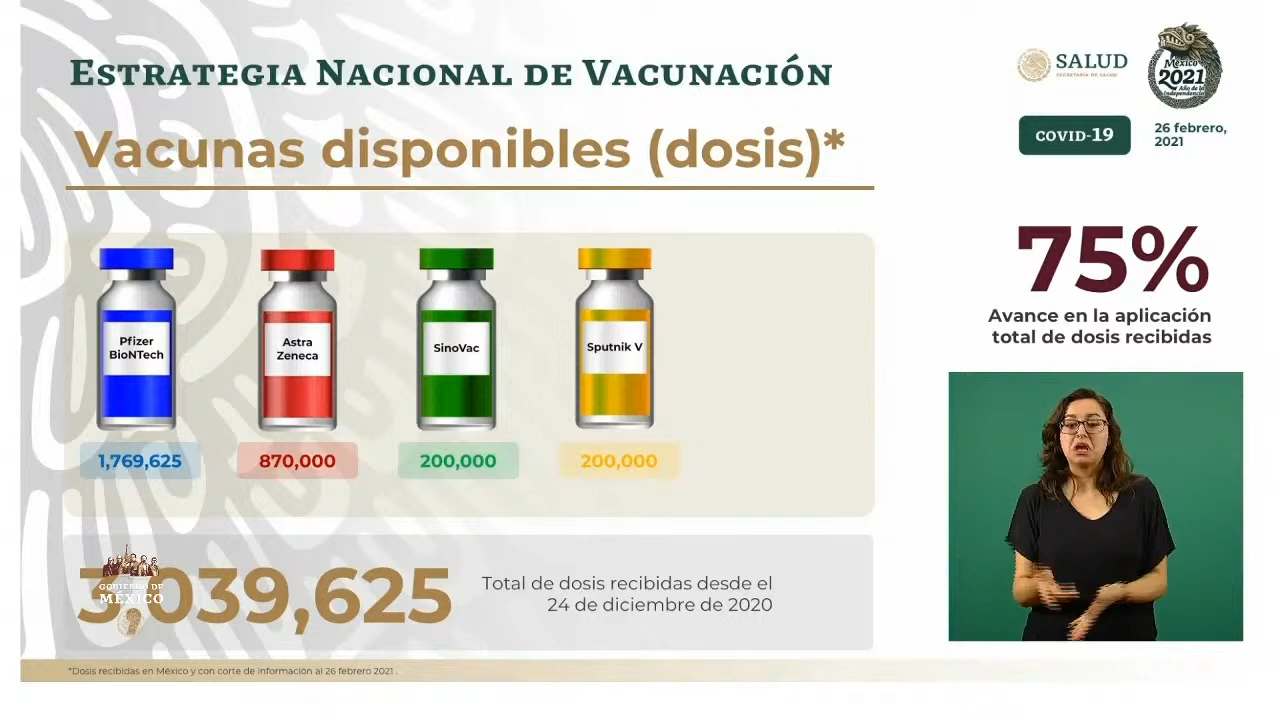 ESTRATEGIA NACIONAL DE VACUNACIÓN
Vacunas disponibles (dosis)*
SALUD
SECRETARÍA DE SALUD
México
2021
Año de la
Independencia
COVID-19
26 febrero,
2021
Pfizer
BioNTech
Astra
Zeneca
SinoVac
Sputnik V
1,769,625
870,000
200,000
200,000
75%
Avance en la aplicación
total de dosis recibidas
3,039,625
Total de dosis recibidas desde el
24 de diciembre de 2020
GOBIERNO DE
MÉXICO
*Dosis recibidas en México y con corte de información al 26 febrero 2021 .